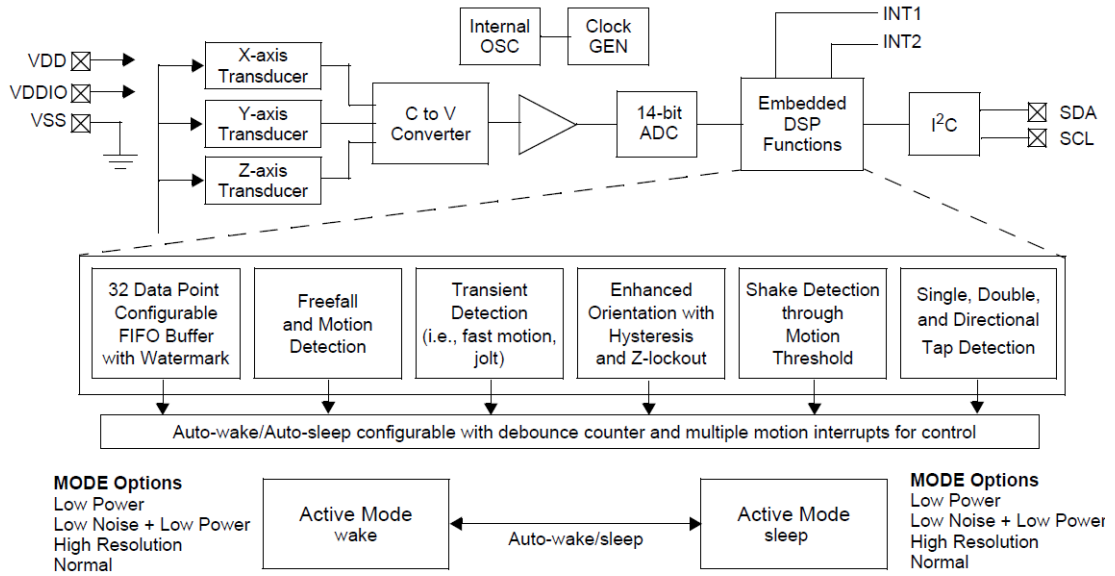 INT1
Internal
OSC
Clock
GEN
INT2
VDD
X-axis
Transducer
VDDIO
Y-axis
Transducer
C to V
Converter
14-bit
ADC
Embedded
DSP
Functions
I²C
SDA
SCL
VSS
Z-axis
Transducer
32 Data Point
Configurable
FIFO Buffer
with Watermark
Freefall
and Motion
Detection
Transient
Detection
(i.e., fast motion,
jolt)
Enhanced
Orientation with
Hysteresis
and Z-lockout
Shake Detection
through
Motion
Threshold
Single, Double,
and Directional
Tap Detection
Auto-wake/Auto-sleep configurable with debounce counter and multiple motion interrupts for control
MODE Options
Low Power
Low Noise + Low Power
High Resolution
Normal
Active Mode
wake
Auto-wake/sleep
Active Mode
sleep
MODE Options
Low Power
Low Noise + Low Power
High Resolution
Normal